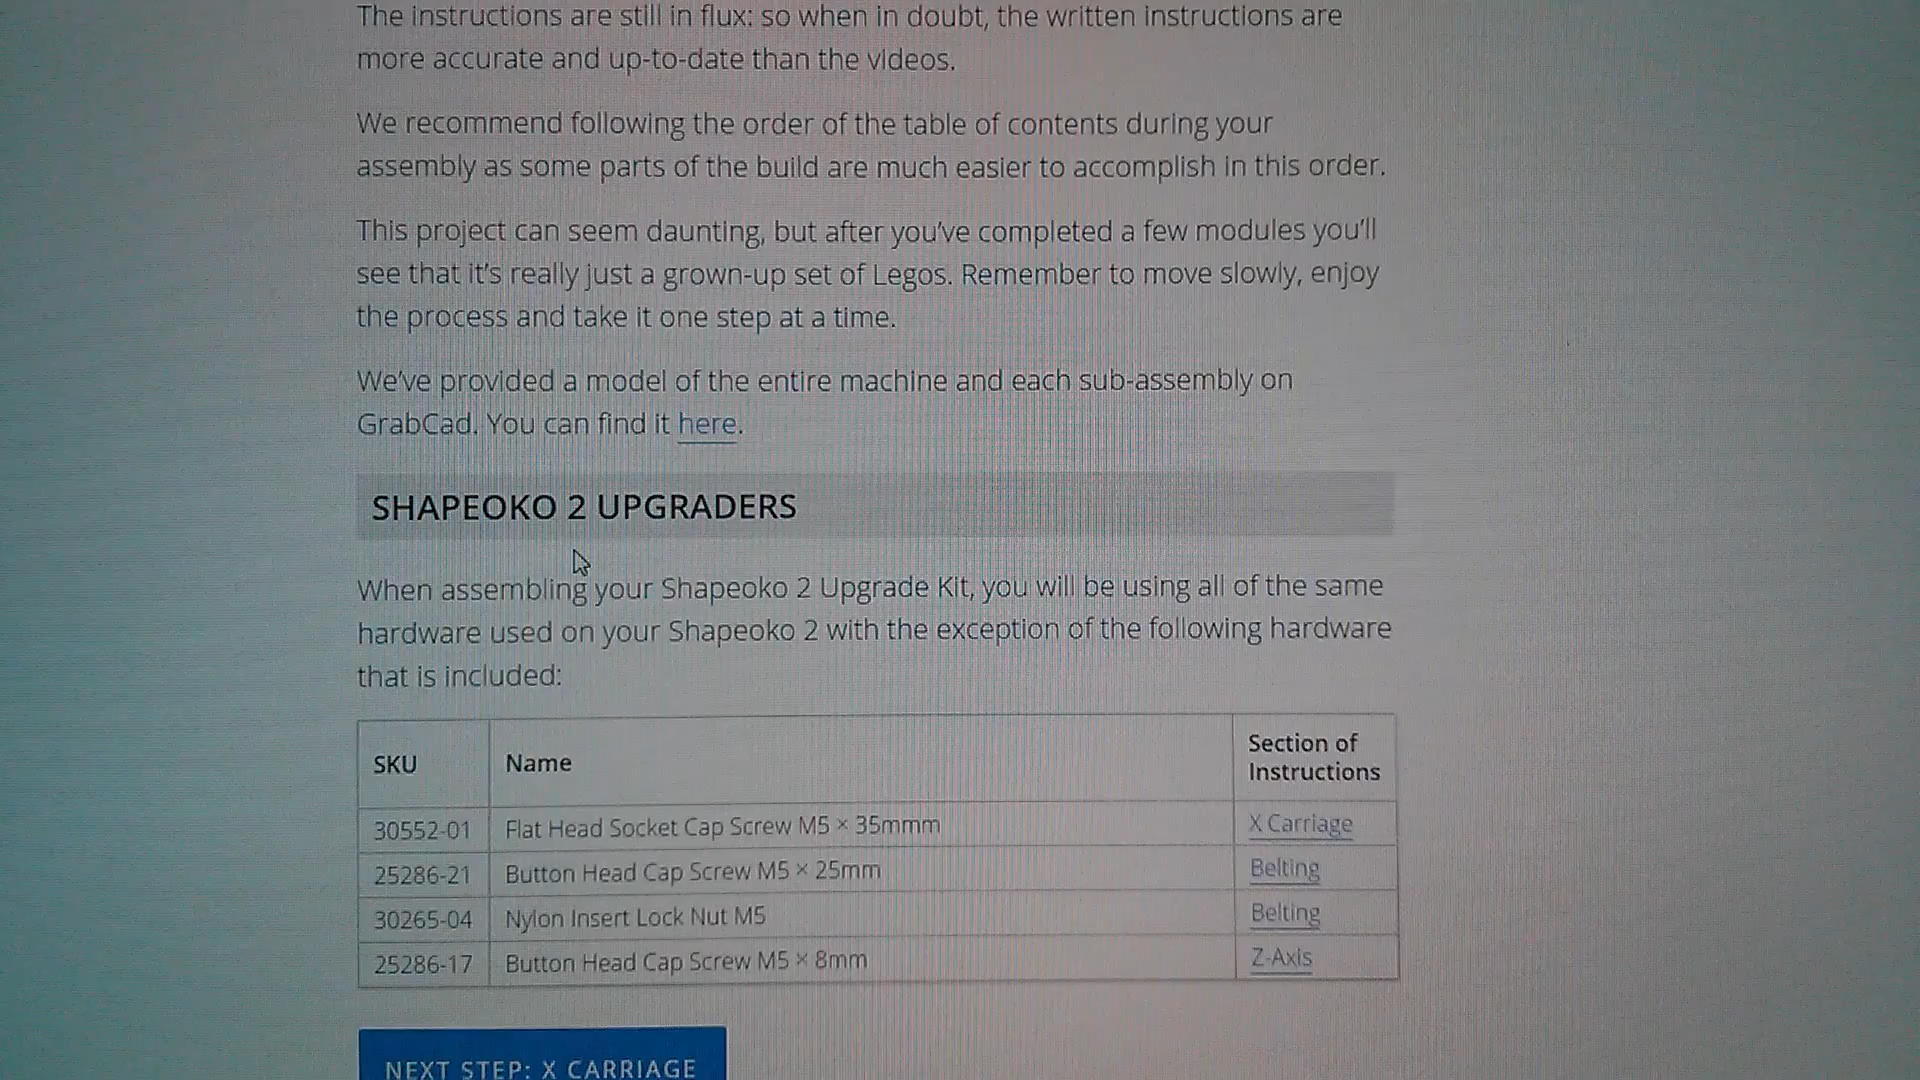 The instructions are still in flux: so when in doubt, the written instructions are
more accurate and up-to-date than the videos.
We recommend following the order of the table of contents during your
assembly as some parts of the build are much easier to accomplish in this order.
This project can seem daunting, but after you've completed a few modules you'll
see that it's really just a grown-up set of Legos. Remember to move slowly, enjoy
the process and take it one step at a time.
We've provided a model of the entire machine and each sub-assembly on
GrabCad. You can find it here.
SHAPEOKO 2 UPGRADERS
When assembling your Shapeoko 2 Upgrade Kit, you will be using all of the same
hardware used on your Shapeoko 2 with the exception of the following hardware
that is included:
SKU Name Section of
Instructions
30552-01 Flat Head Socket Cap Screw M5 × 35mmm X Carriage
25286-21 Button Head Cap Screw M5 × 25mm Belting
30265-04 Nylon Insert Lock Nut M5 Belting
25286-17 Button Head Cap Screw M5 × 8mm Z-Axis
NEXT STEP: X CARRIAGE